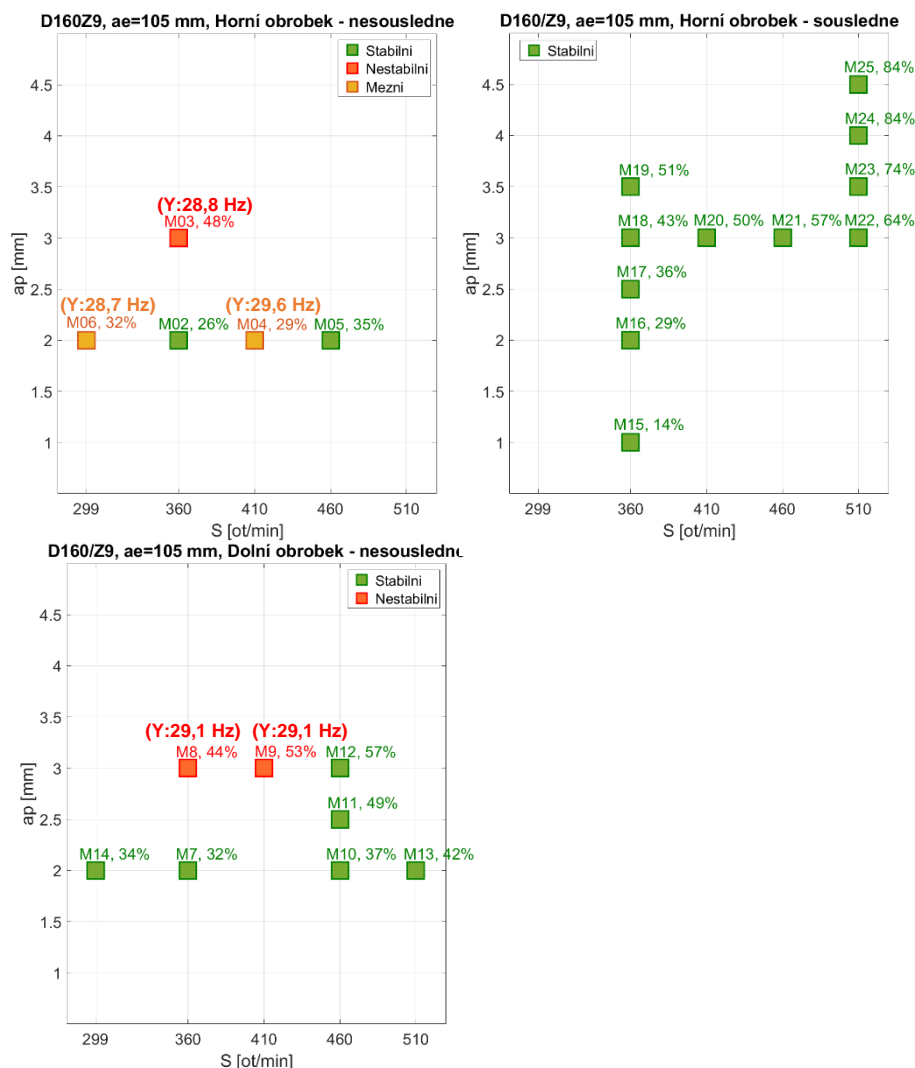 D160Z9, ae=105 mm, Horní obrobek - nesousledne
Stabilni
Nestabilni
Mezni
4.5
4
3.5
3
2.5
2
1.5
1
ap [mm]
(Y:28,8 Hz)
M03, 48%
(Y:28,7 Hz)
(Y:29,6 Hz)
M06, 32%
M02, 26%
M04, 29%
M05, 35%
299
360
410
460
510
S [ot/min]
D160/Z9, ae=105 mm, Horní obrobek - sousledne
Stabilni
4.5
4
3.5
3
2.5
2
1.5
1
ap [mm]
M25, 84%
M24, 84%
M19, 51%
M23, 74%
M18, 43%
M20, 50%
M21, 57%
M22, 64%
M17, 36%
M16, 29%
M15, 14%
299
360
410
460
510
S [ot/min]
D160/Z9, ae=105 mm, Dolní obrobek - nesousledne
Stabilni
Nestabilni
4.5
4
3.5
3
2.5
2
1.5
1
ap [mm]
(Y:29,1 Hz)
(Y:29,1 Hz)
M8, 44%
M9, 53%
M12, 57%
M11, 49%
M14, 34%
M7, 32%
M10, 37%
M13, 42%
299
360
410
460
510
S [ot/min]